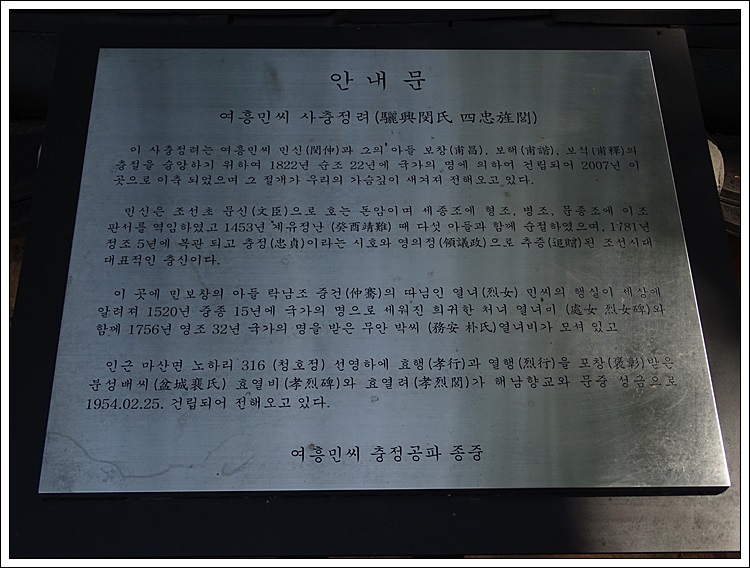 안 내 문
여흥민씨 사충정려(驪興閔氏 四忠旌閭)
이 사충정려는 여흥민씨 민신(閔伸)과 그의 아들 보창(甫昌), 보해(甫諧), 보석(甫釋)의
충절을 숭앙하기 위하여 1822년 순조 22년에 국가의 명에 의하여 건립되어 2007년 이
곳으로 이축 되었으며 그 절개가 우리의 가슴깊이 새겨져 전해오고 있다.
민신은 조선초 문신(文臣)으로 호는 돈암이며 세종조에 형조, 병조, 문종조에 이조
판서를 역임하였고 1453년 계유정난 (癸酉靖難) 때 다섯 아들과 함께 순절하였으며, 1781년
정조 5년에 복관 되고 충정(忠貞)이라는 시호와 영의정(領議政)으로 추증(追贈)된 조선시대
대표적인 충신이다.
이 곳에 민보창의 아들 락남조 중건(仲騫)의 따님인 열녀(烈女) 민씨의 행실이 세상에
알려져 1520년 중종 15년에 국가의 명으로 세워진 희귀한 처녀 열녀비 (處女 烈女碑)와
함께 1756년 영조 32년 국가의 명을 받은 무안 박씨 (務安 朴氏)열녀비가 모셔 있고
인근 마산면 노하리 316 (청호정) 선영하에 효행(孝行)과 열행(烈行)을 포창(褒彰)받은
분성배씨(盆城裵氏) 효열비(孝烈碑)와 효열려(孝烈閭)가 해남향교와 문중 성금으로
1954.02.25. 건립되어 전해오고 있다.
여흥민씨 충정공파 종중